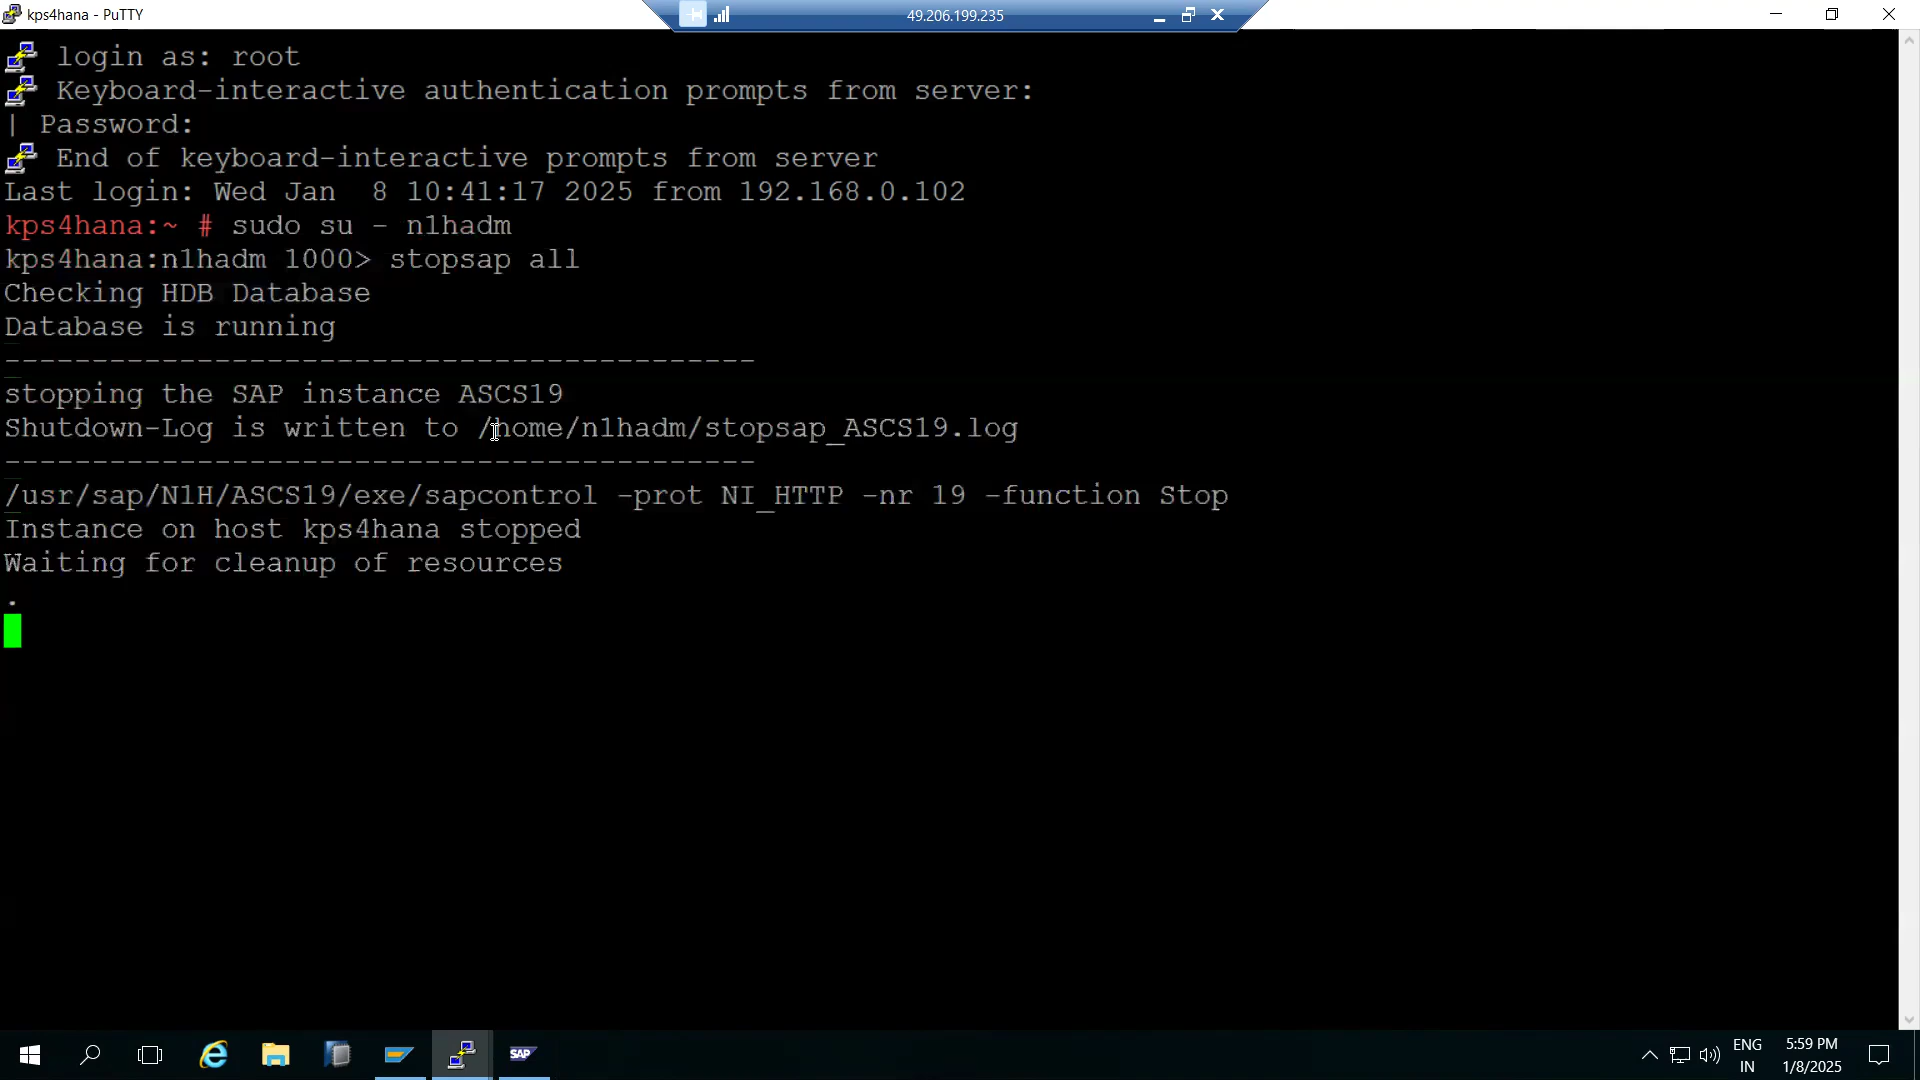 kps4hana - PuTTY
49.206.199.235
login as: root
Keyboard-interactive authentication prompts from server:
| Password:
End of keyboard-interactive prompts from server
Last login: Wed Jan  8 10:41:17 2025 from 192.168.0.102
kps4hana:~ # sudo su - n1hadm
kps4hana:n1hadm 1000> stopsap all
Checking HDB Database
Database is running
-------------------------------------------
stopping the SAP instance ASCS19
Shutdown-Log is written to /home/n1hadm/stopsap_ASCS19.log
-------------------------------------------
/usr/sap/N1H/ASCS19/exe/sapcontrol -prot NI_HTTP -nr 19 -function Stop
Instance on host kps4hana stopped
Waiting for cleanup of resources
.
SAP
ENG
IN
5:59 PM
1/8/2025